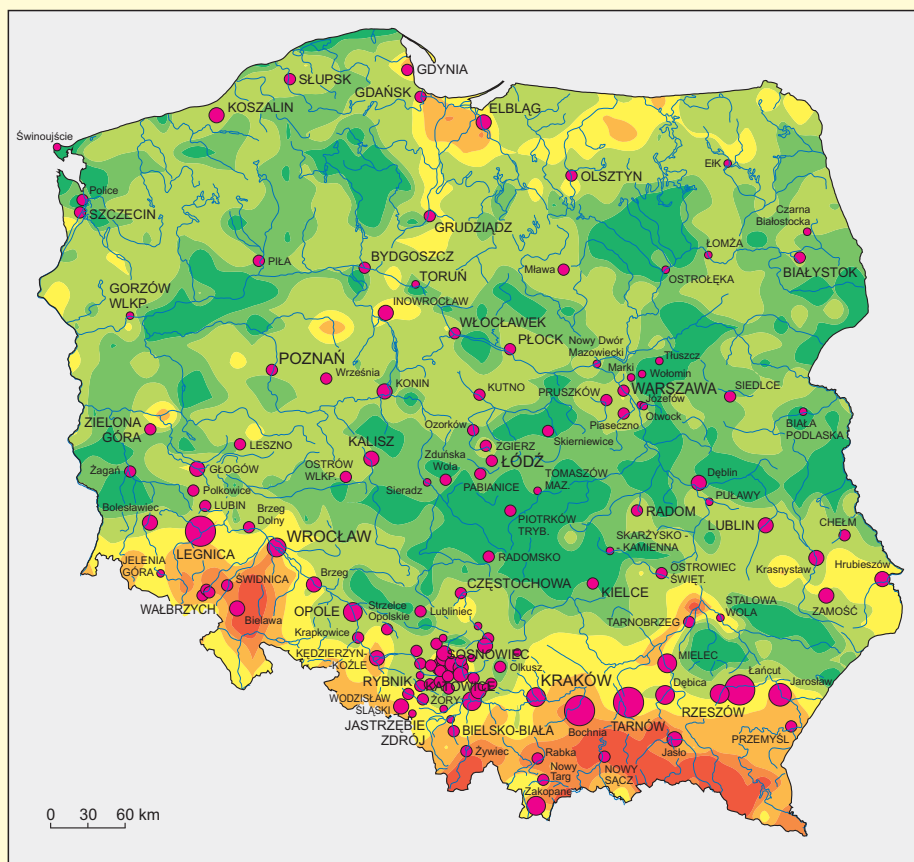 GDYNIA
SŁUPSK
GDAŃSK
KOSZALIN
ELBLĄG
Świnoujście
EŁK
OLSZTYN
Police
SZCZECIN
GRUDZIADZ
Czarna
Białostocka
ŁOMŻA
BYDGOSZCZ
PIŁA
TORUŃ
Mława
OSTROŁĘKA
BIAŁYSTOK
GORZÓW
WLKP.
INOWROCŁAW
WŁOCŁAWEK
PŁOCK
Nowy Dwór
Mazowiecki
Tłuszcz
POZNAŃ
Września
Marki
Wołomin
KONIN
KUTNO
PRUSZKÓW
WARSZAWA
SIEDLCE
Józefów
Otwock
Piaseczno
BIAŁA
PODLASKA
ZIELONA
GÓRA
LESZNO
Ozorków
Skierniewice
KALISZ
ZGIERZ
Zduńska
Wola
ŁÓDŹ
Żagań
GŁOGÓW
OSTRÓW
WLKP.
Sieradz
PABIANICE
TOMASZÓW
MAZ.
Dęblin
Polkowice
LUBIN
PUŁAWY
Bolesławiec
Brzeg
Dolny
PIOTRKÓW
TRYB.
RADOM
LUBLIN
CHEŁM
LEGNICA
WROCŁAW
SKARŻYSKO -
- KAMIENNA
JELENIA
GÓRA
RADOMSKO
Krasnystaw
Hrubieszów
ŚWIDNICA
Brzeg
CZĘSTOCHOWA
KIELCE
OSTROWIEC
ŚWIĘT.
WAŁBRZYCH
Bielawa
OPOLE
Strzelce
Opolskie
Lubliniec
STALOWA
WOLA
ZAMOŚĆ
Krapkowice
TARNOBRZEG
KĘDZIERZYN-
KOŹLE
SOSNOWIEC
Olkusz
MIELEC
RYBNIK
KATOWICE
KRAKÓW
Dębica
Łańcut
Jarosław
WODZISŁAW
ŚLĄSKI
ŻORY
TARNÓW
RZESZÓW
JASTRZĘBIE
ZDRÓJ
BIELSKO-BIAŁA
Bochnia
PRZEMYŚL
Żywiec
Rabka
Jasło
Nowy
Targ
NOWY
SĄCZ
Zakopane
0 30 60 km